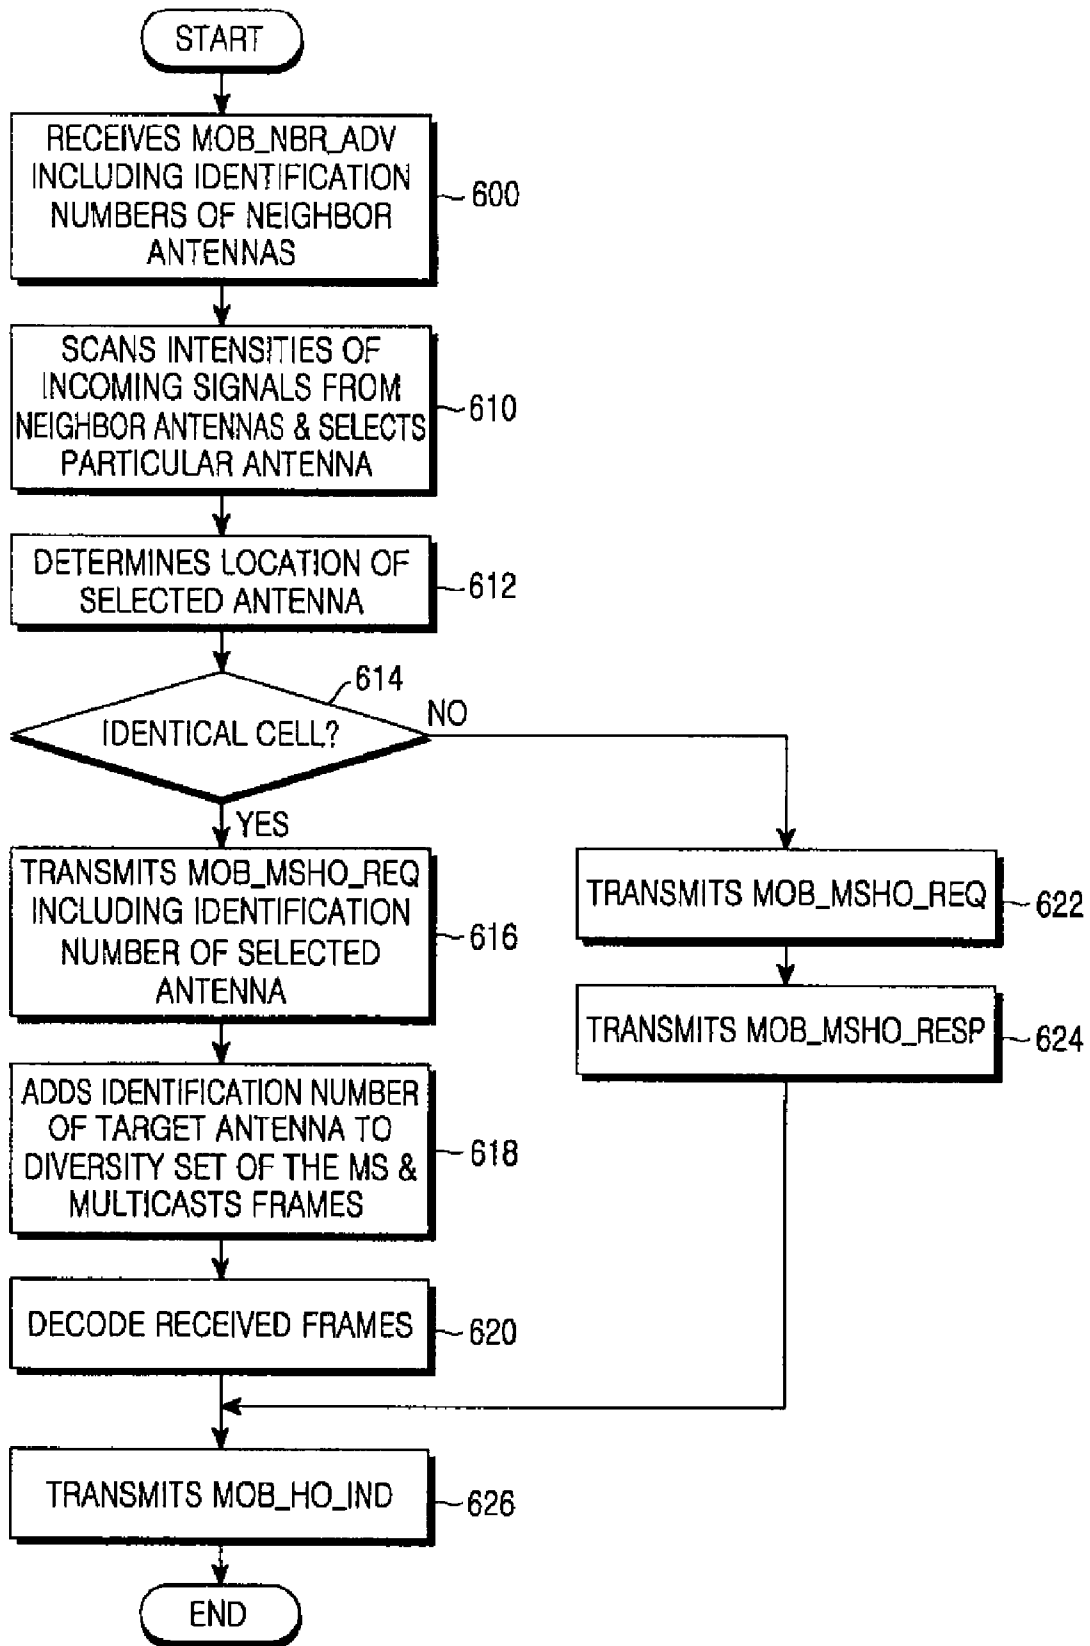 START
RECEIVES MOB_NBR_ADV
INCLUDING IDENTIFICATION
NUMBERS OF NEIGHBOR
ANTENNAS
600
SCANS INTENSITIES OF
INCOMING SIGNALS FROM
NEIGHBOR ANTENNAS & SELECTS
PARTICULAR ANTENNA
610
DETERMINES LOCATION OF
SELECTED ANTENNA
612
614
IDENTICAL CELL?
NO
YES
TRANSMITS MOB_MSHO_REQ
INCLUDING IDENTIFICATION
NUMBER OF SELECTED
ANTENNA
616
TRANSMITS MOB_MSHO_REQ
622
TRANSMITS MOB_MSHO_RESP
624
ADDS IDENTIFICATION NUMBER
OF TARGET ANTENNA TO
DIVERSITY SET OF THE MS &
MULTICASTS FRAMES
618
DECODE RECEIVED FRAMES
620
TRANSMITS MOB_HO_IND
626
END